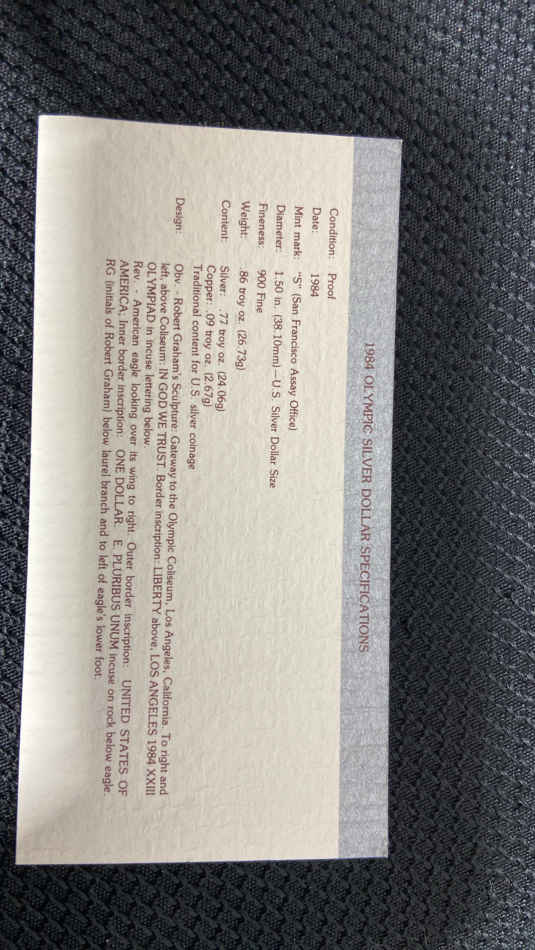 1984 OLYMPIC SILVER DOLLAR SPECIFICATIONS
Condition: Proof
Date: 1984
Mint mark: "S" (San Francisco Assay Office)
Diameter: 1.50 in. (38.10mm)—U.S. Silver Dollar Size
Fineness: 900 Fine
Weight: .86 troy oz. (26.73g)
Content: Silver: .77 troy oz. (24.06g)
Copper: .09 troy oz. (2.67g)
Traditional content for U.S. silver coinage
Design: Obv. - Robert Graham's Sculpture: Gateway to the Olympic Coliseum, Los Angeles, California. To right and
left, above Coliseum: IN GOD WE TRUST. Border inscription: LIBERTY above, LOS ANGELES 1984 XXIII
OLYMPIAD in incuse lettering below.
Rev. - American eagle looking over its wing to right. Outer border inscription: UNITED STATES OF
AMERICA, Inner border inscription: ONE DOLLAR. E. PLURIBUS UNUM incuse on rock below eagle.
RG (initials of Robert Graham) below laurel branch and to left of eagle's lower foot.